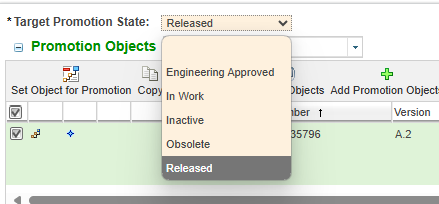 *Target Promotion State: Released
Promotion Objects
Engineering Approved
In Work
Inactive
Obsolete
Released
Set Object for Promotion Copy Objects Add Promotion Objects
Version
35796 A.2